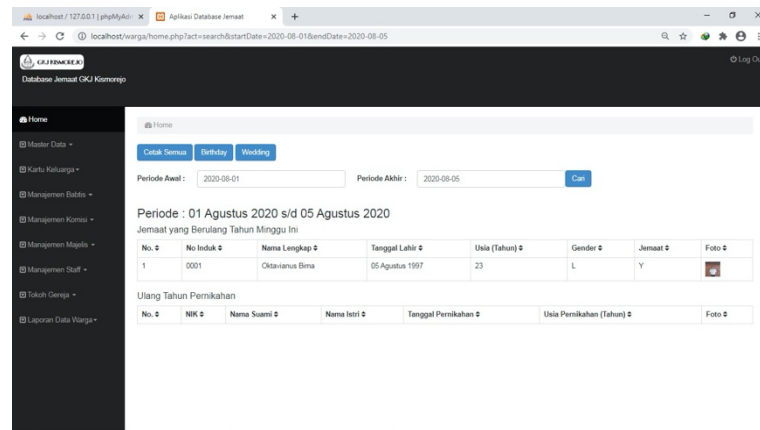 localhost / 127.0.0.1 | phpMyAdm
Aplikasi Database Jemaat
localhost/warga/home.php?act=search&startDate=2020-08-01&endDate=2020-08-05
GKJ KISMOREJO
Log Ou
Database Jemaat GKJ Kismorejo
Home
Master Data
Kartu Keluarga
Manajemen Babtis
Manajemen Komisi
Manajemen Majelis
Manajemen Staff
Tokoh Gereja
Laporan Data Warga
Home
Cetak Semua Birthday Wedding
Periode Awal : 2020-08-01 Periode Akhir : 2020-08-05 Cari
Periode : 01 Agustus 2020 s/d 05 Agustus 2020
Jemaat yang Berulang Tahun Minggu Ini
No. No Induk Nama Lengkap Tanggal Lahir Usia (Tahun) Gender Jemaat Foto
1 0001 Oktavianus Bima 05 Agustus 1997 23 L Y
Ulang Tahun Pernikahan
No. NIK Nama Suami Nama Istri Tanggal Pernikahan Usia Pernikahan (Tahun) Foto